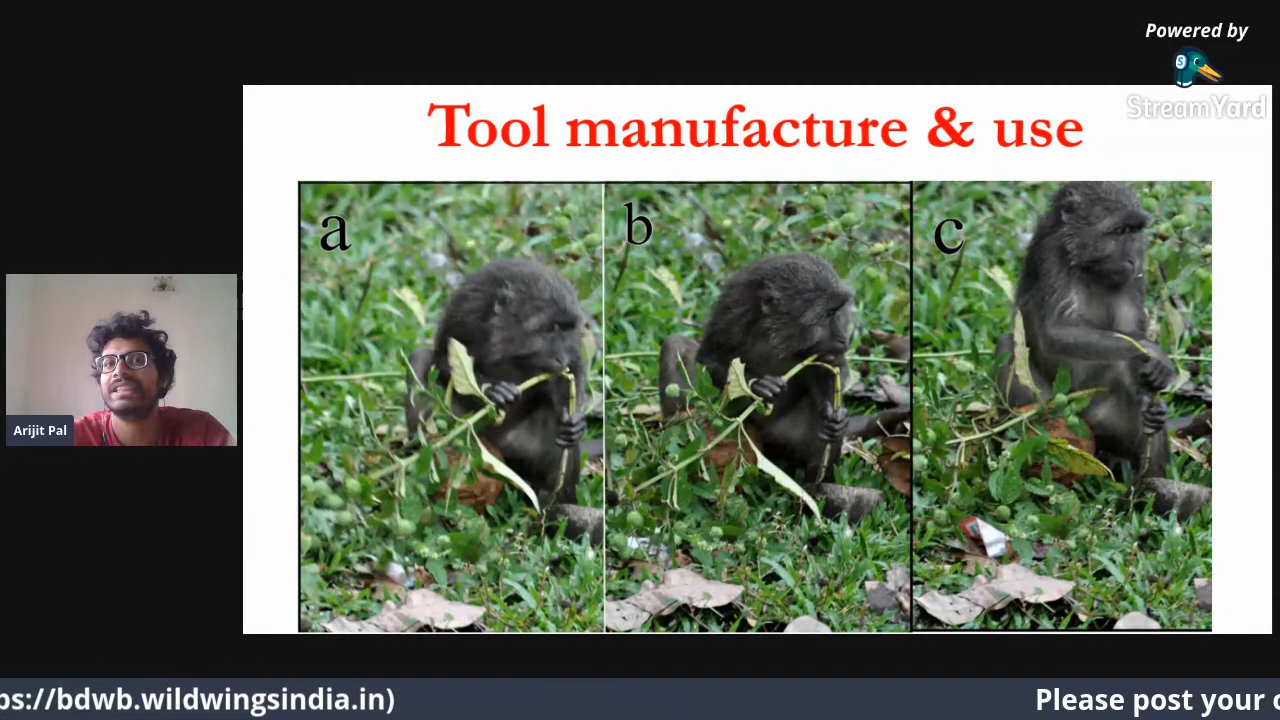 Powered by
S
StreamYard
Tool manufacture & use
a
b
c
Arijit Pal
ps://bdwb.wildwingsindia.in)
Please post your